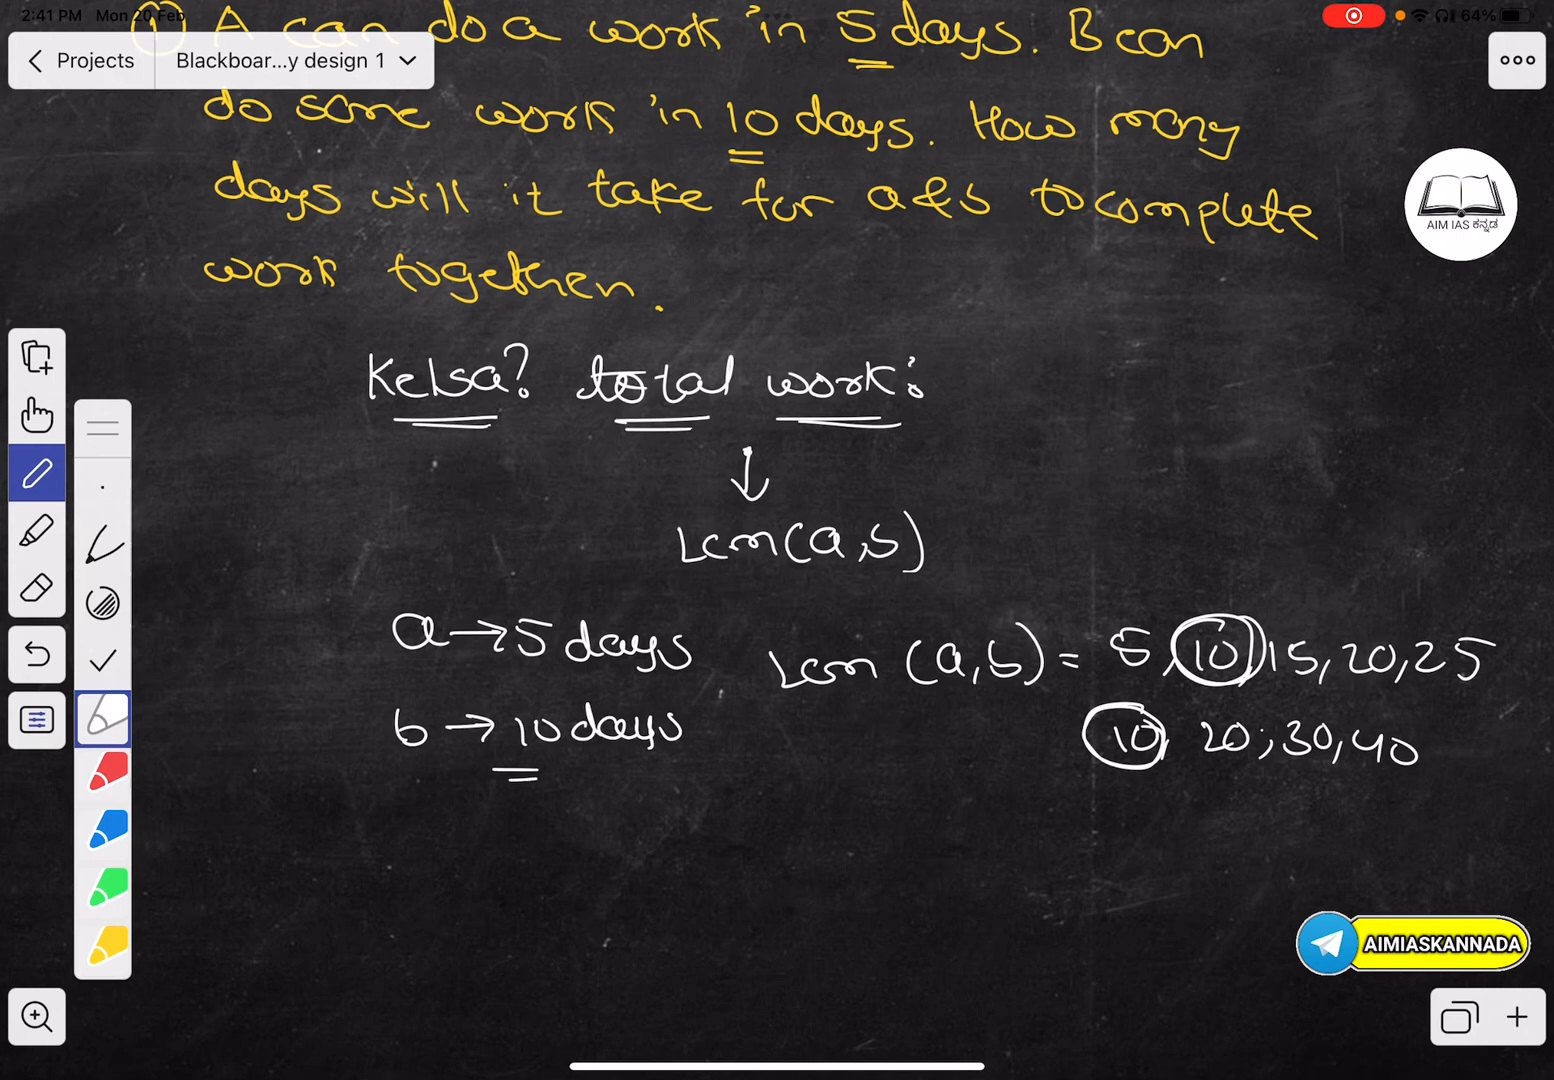 2:41 PM Mon 20 Feb
64%
① A can do a work in 5 days. B can
Projects
Blackboar...y design 1
do same work in 10 days. How many
days will it take for a & b to complete
work together.
AIM IAS ಕನ್ನಡ
Kelsa? total work:
↓
Lcm(a,b)
a→5 days
Lcm (a,b) = 5, 10, 15, 20, 25
b → 10 days
10, 20, 30, 40
AIMIASKANNADA